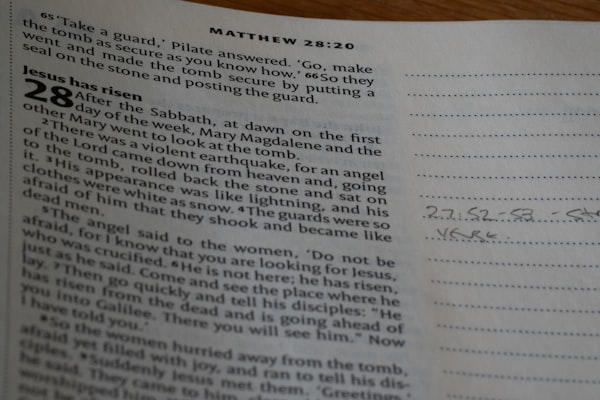 MATTHEW 28:20
65 'Take a guard,' Pilate answered. 'Go, make
the tomb as secure as you know how.' 66 So they
went and made the tomb secure by putting a
seal on the stone and posting the guard.
Jesus has risen
28 After the Sabbath, at dawn on the first
day of the week, Mary Magdalene and the
other Mary went to look at the tomb.
2 There was a violent earthquake, for an angel
of the Lord came down from heaven and, going
to the tomb, rolled back the stone and sat on
it. 3 His appearance was like lightning, and his
clothes were white as snow. 4 The guards were so
afraid of him that they shook and became like
dead men.
5 The angel said to the women, 'Do not be
afraid, for I know that you are looking for Jesus,
who was crucified. 6 He is not here; he has risen,
just as he said. Come and see the place where he
lay. 7 Then go quickly and tell his disciples: "He
has risen from the dead and is going ahead of
you into Galilee. There you will see him." Now
I have told you.'
8 So the women hurried away from the tomb,
afraid yet filled with joy, and ran to tell his dis-
ciples. 9 Suddenly Jesus met them. 'Greetings,'
he said. They came to him,
worshipped him
27:52-53 -
VERSE.